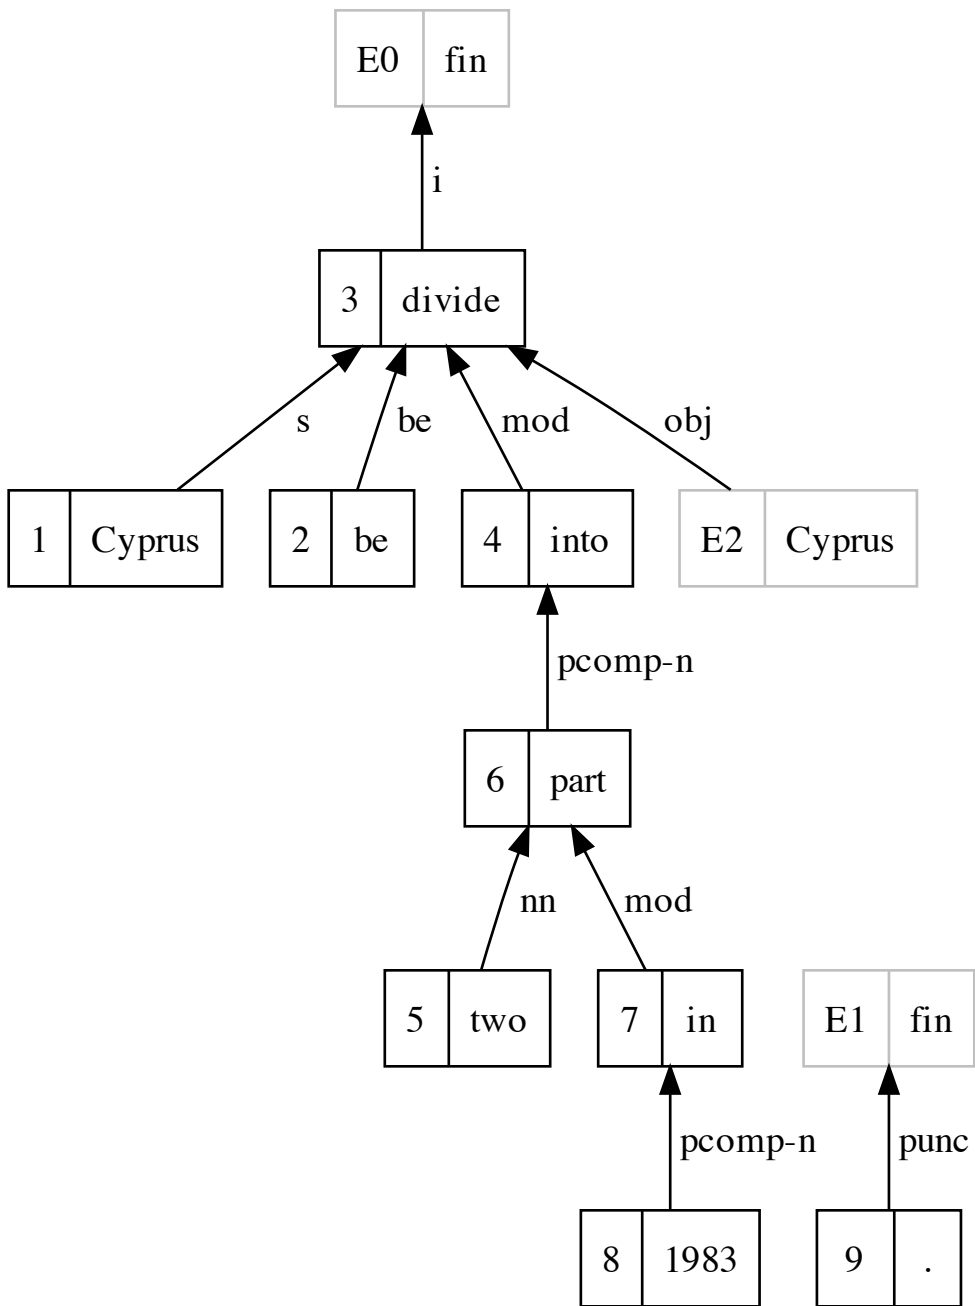 E0 fin
i
3 divide
s be mod obj
1 Cyprus 2 be 4 into E2 Cyprus
pcomp-n
6 part
nn mod
5 two 7 in E1 fin
pcomp-n punc
8 1983 9 .